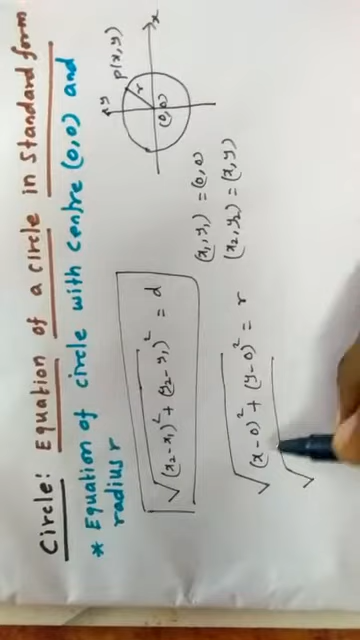 Circle: Equation of a circle in standard form
* Equation of circle with centre (0,0) and
radius r
√(x₂-x₁)² + (y₂-y₁)² = d
(x₁, y₁) = (0, 0)
(x₂, y₂) = (x, y)
√(x-0)² + (y-0)² = r
√
y
P(x,y)
r
(0,0)
x